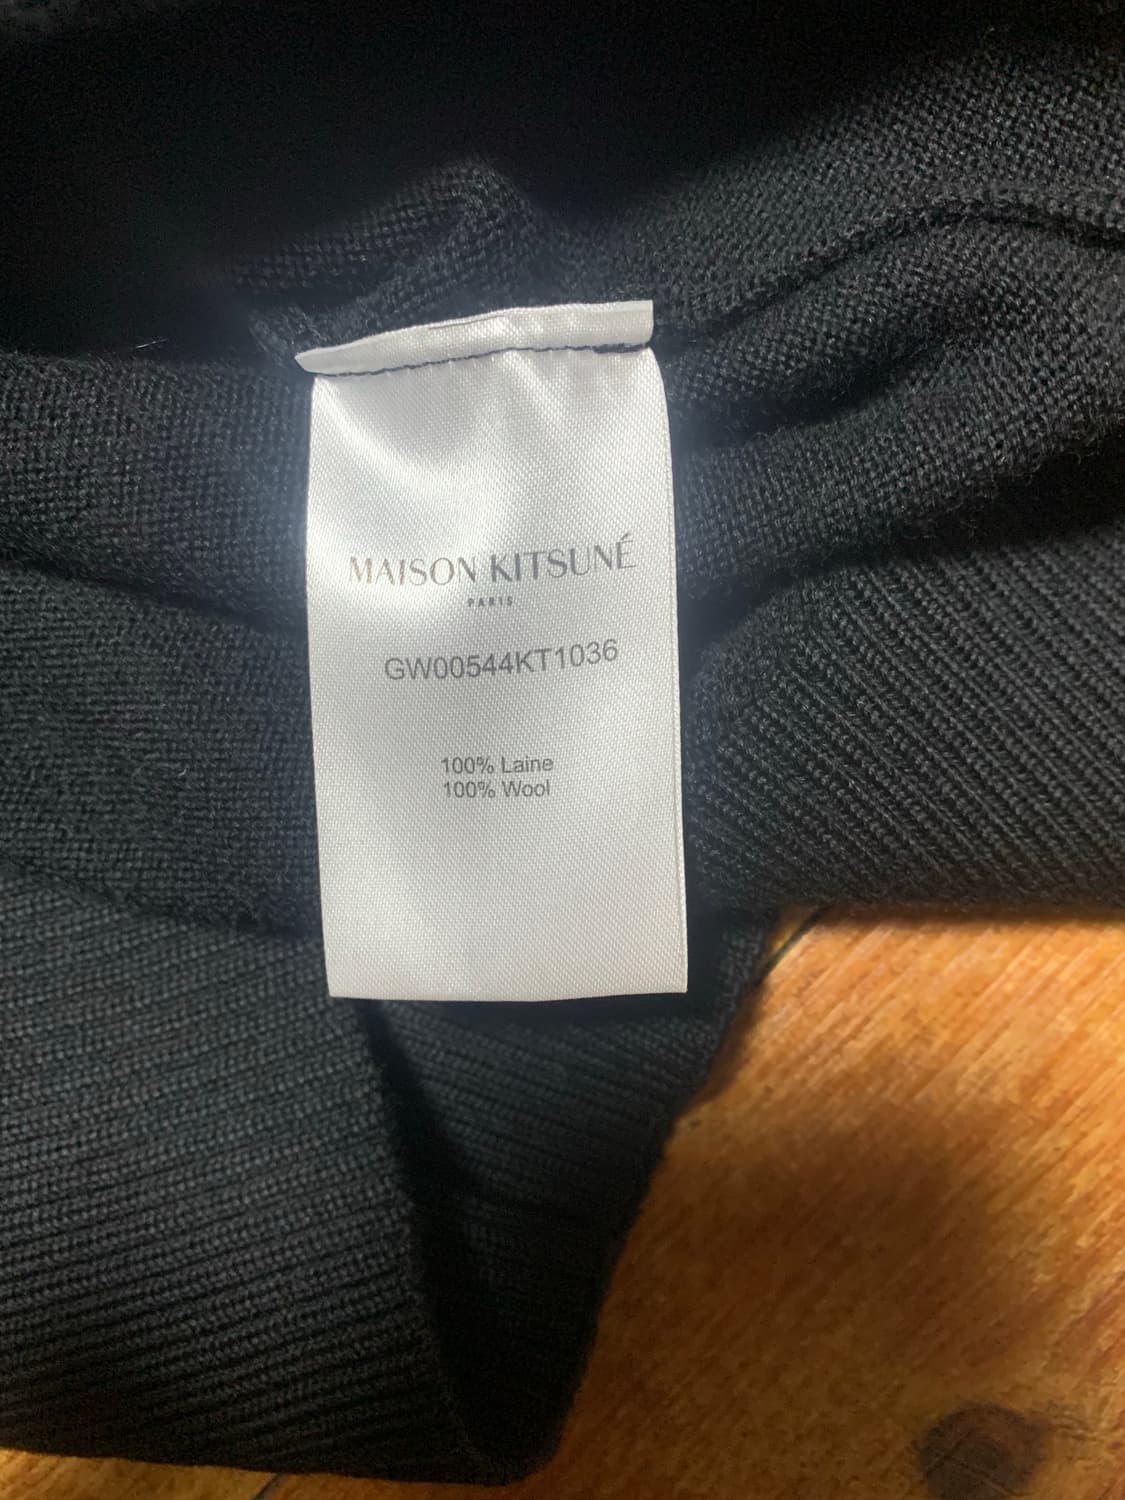 MAISON KITSUNÉ
PARIS
GW00544KT1036
100% Laine
100% Wool